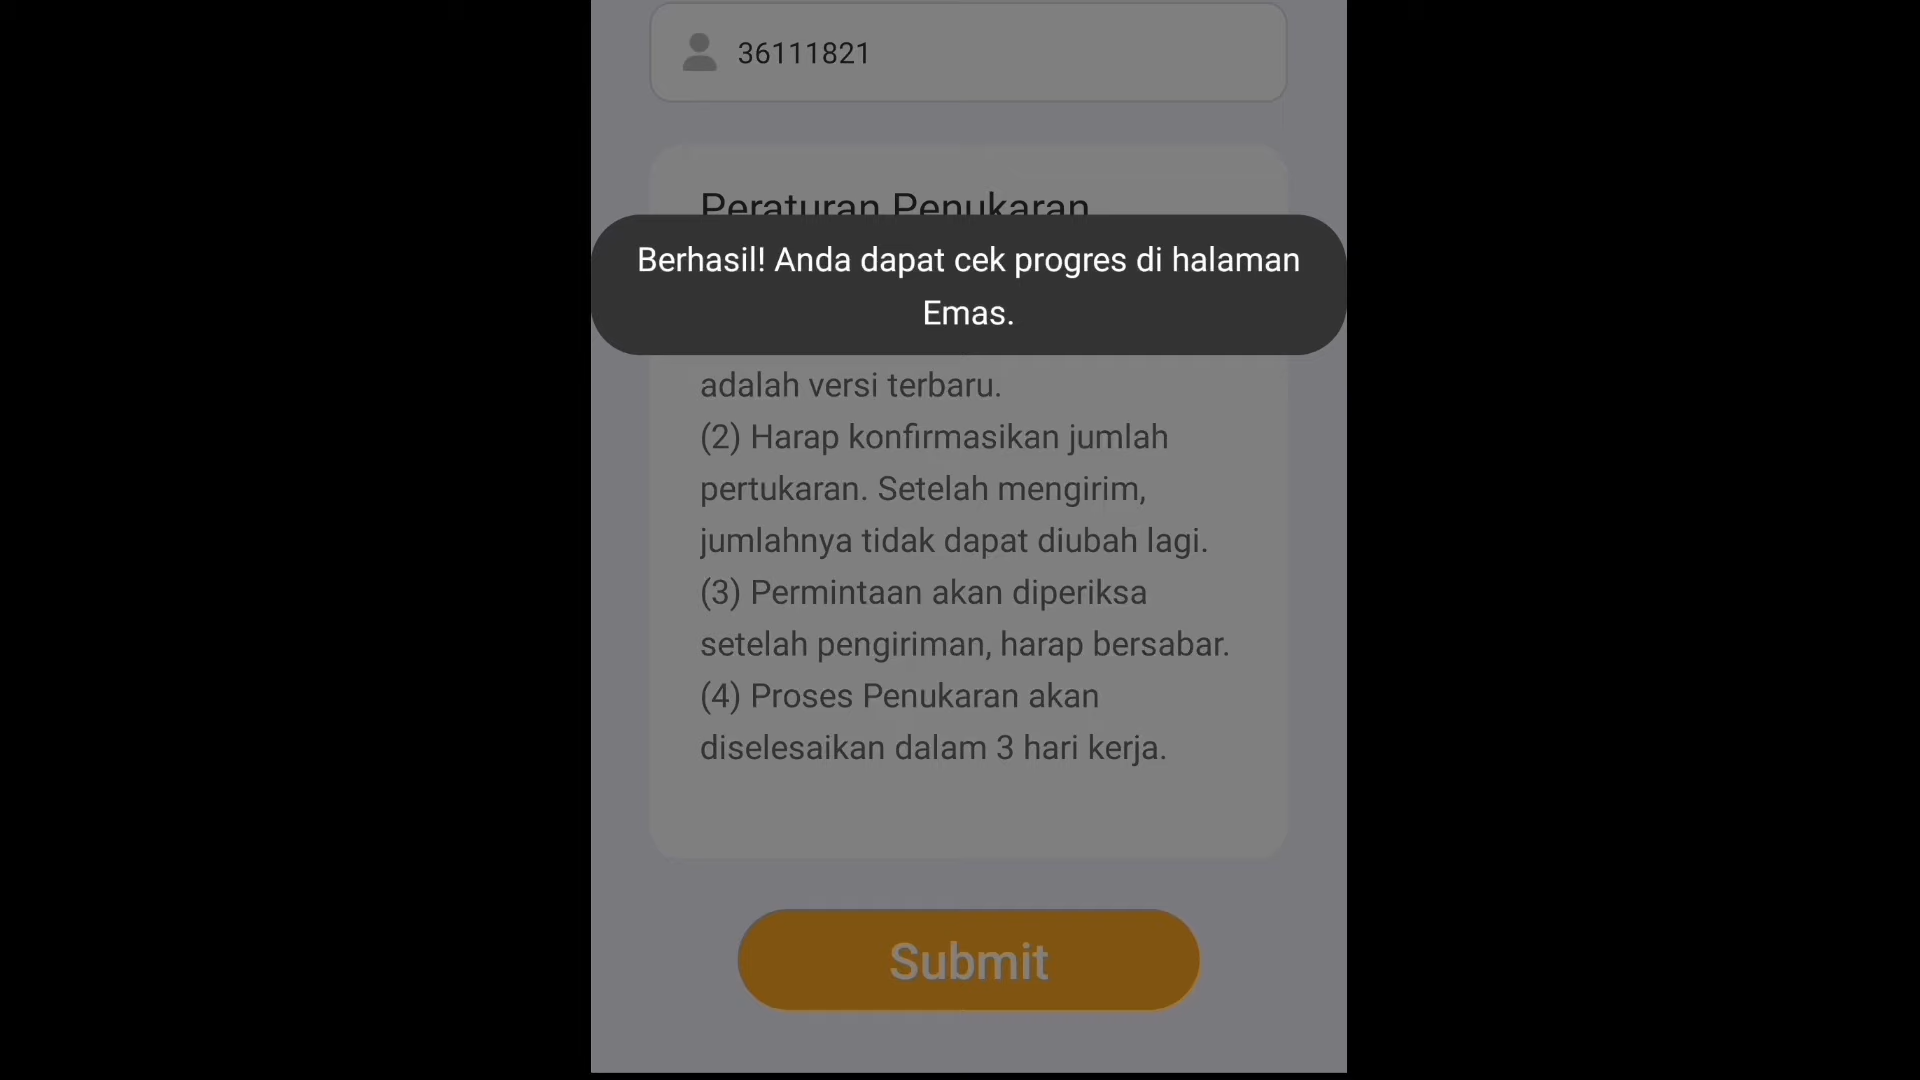 36111821
Peraturan Penukaran
Berhasil! Anda dapat cek progres di halaman
Emas.
adalah versi terbaru.
(2) Harap konfirmasikan jumlah
pertukaran. Setelah mengirim,
jumlahnya tidak dapat diubah lagi.
(3) Permintaan akan diperiksa
setelah pengiriman, harap bersabar.
(4) Proses Penukaran akan
diselesaikan dalam 3 hari kerja.
Submit